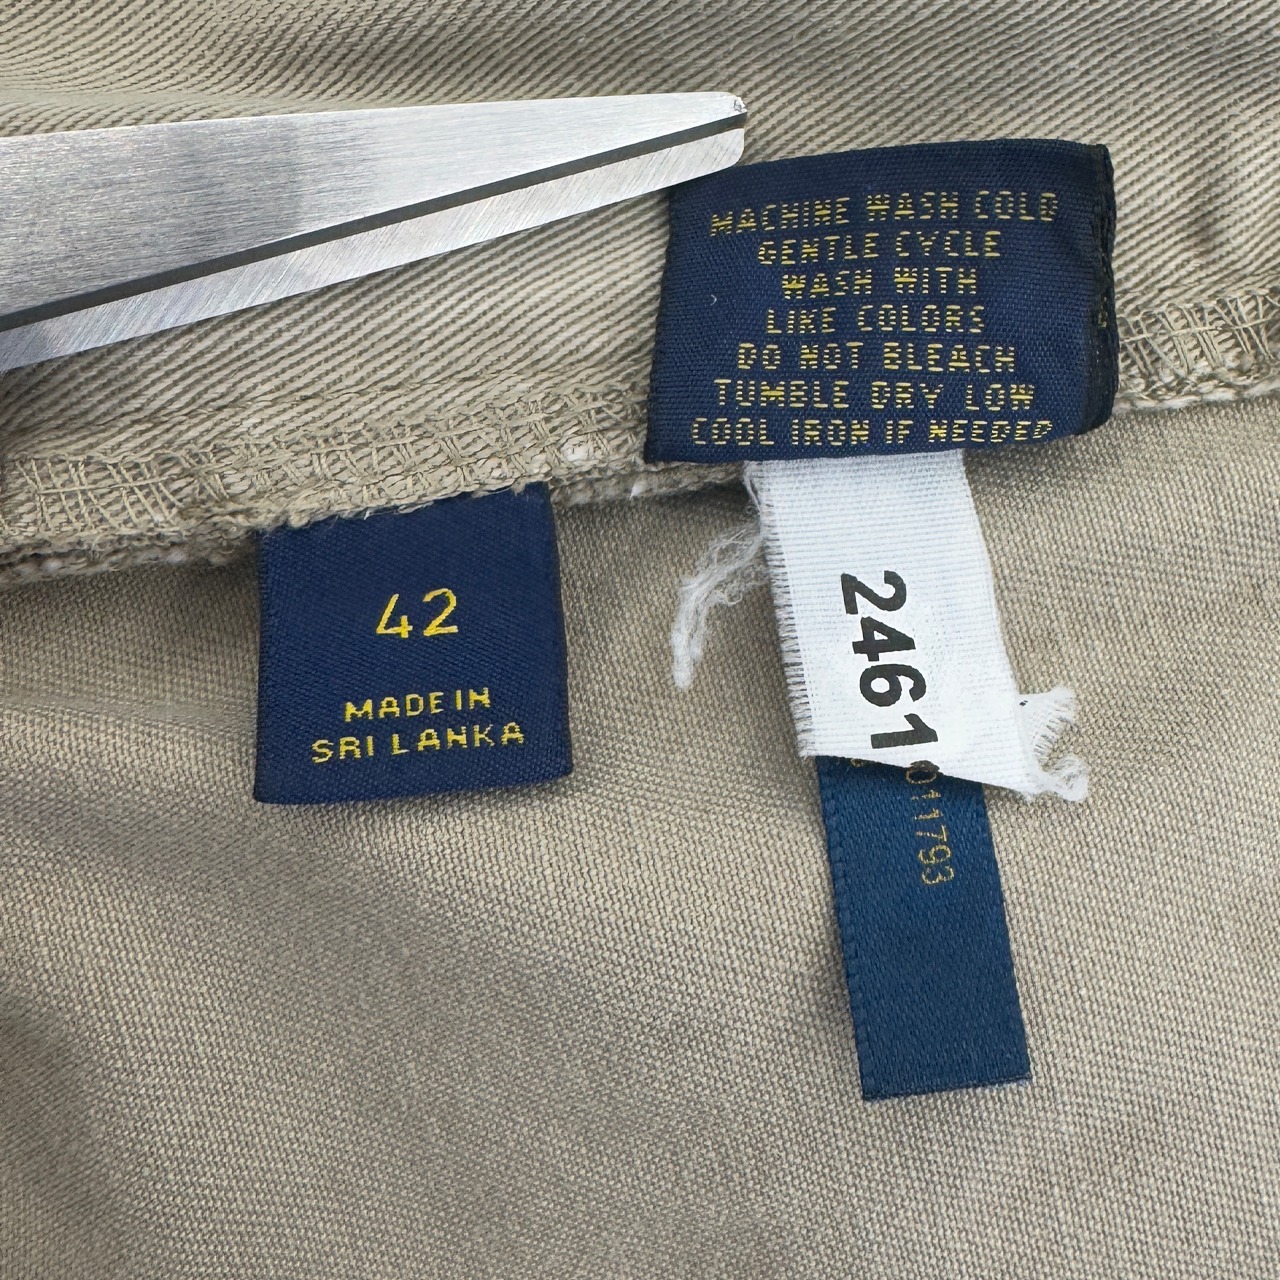 MACHINE WASH COLD
GENTLE CYCLE
WASH WITH
LIKE COLORS
DO NOT BLEACH
TUMBLE DRY LOW
COOL IRON IF NEEDED
42
MADE IN
SRI LANKA
2461
011793